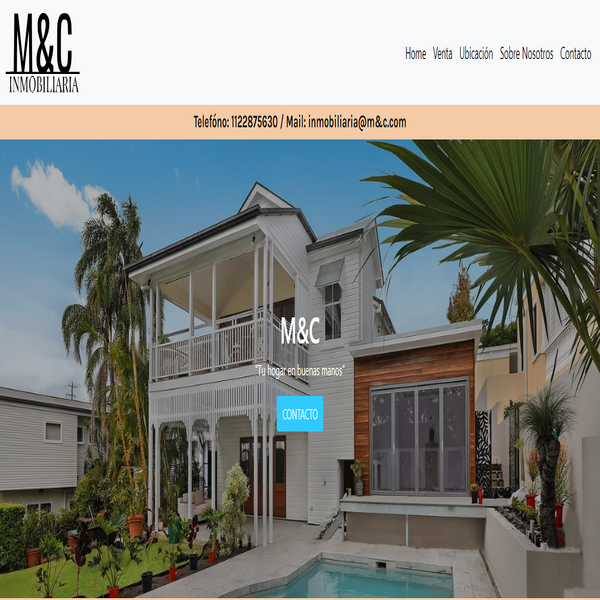 M&C
INMOBILIARIA
Home Venta Ubicación Sobre Nosotros Contacto
Telefóno: 1122875630 / Mail: inmobiliaria@m&c.com
M&C
"Tu hogar en buenas manos"
CONTACTO